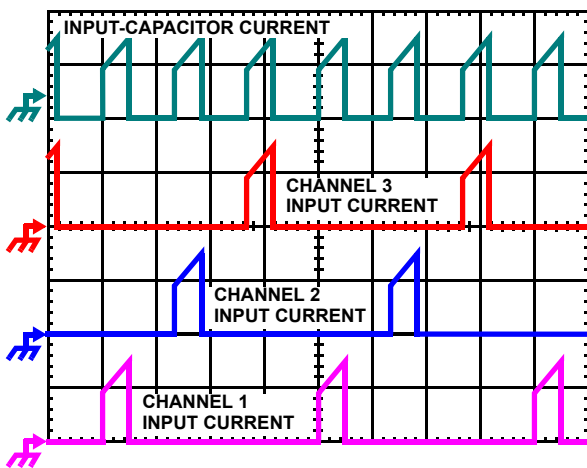 INPUT-CAPACITOR CURRENT
CHANNEL 3
INPUT CURRENT
CHANNEL 2
INPUT CURRENT
CHANNEL 1
INPUT CURRENT